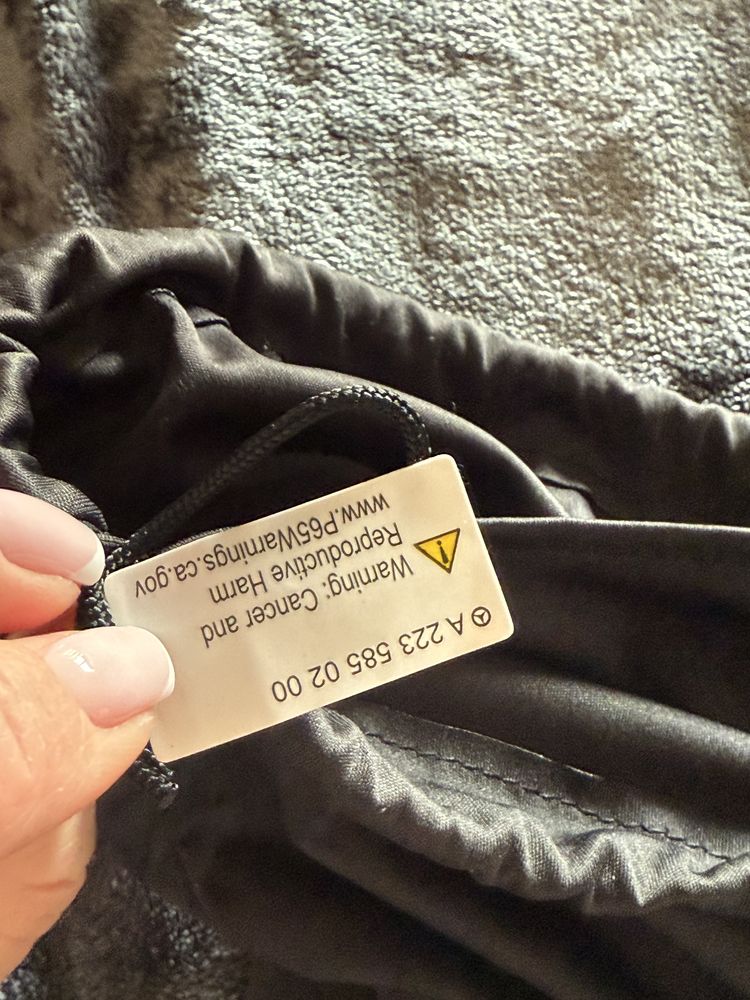 A 223 585 02 00
Warning: Cancer and
Reproductive Harm
www.P65Warnings.ca.gov